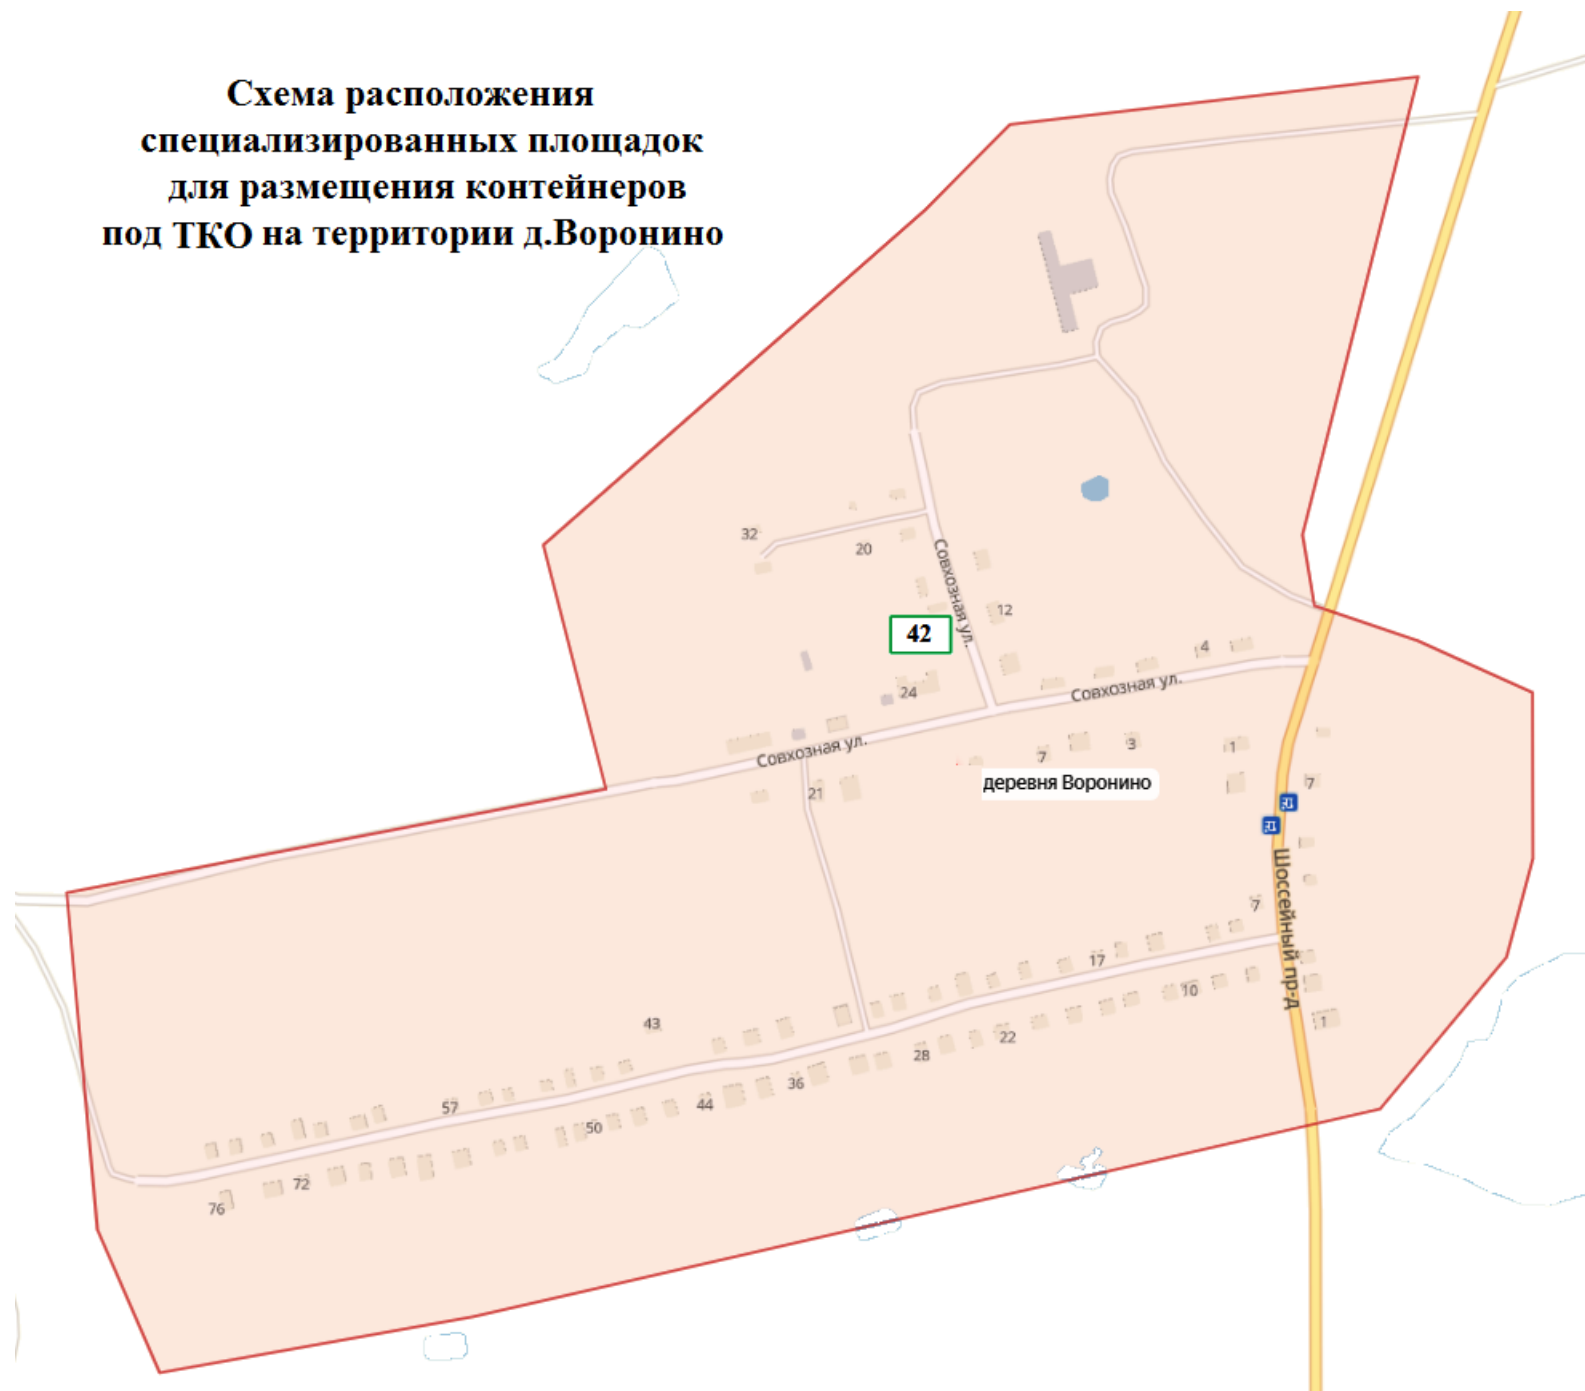 Схема расположения
специализированных площадок
для размещения контейнеров
под ТКО на территории д.Воронино
32
20
Совхозная ул.
12
42
4
24
Совхозная ул.
Совхозная ул.
7
3
1
деревня Воронино
7
21
Шоссейный пр-д
7
17
10
43
1
22
28
36
57
44
50
72
76